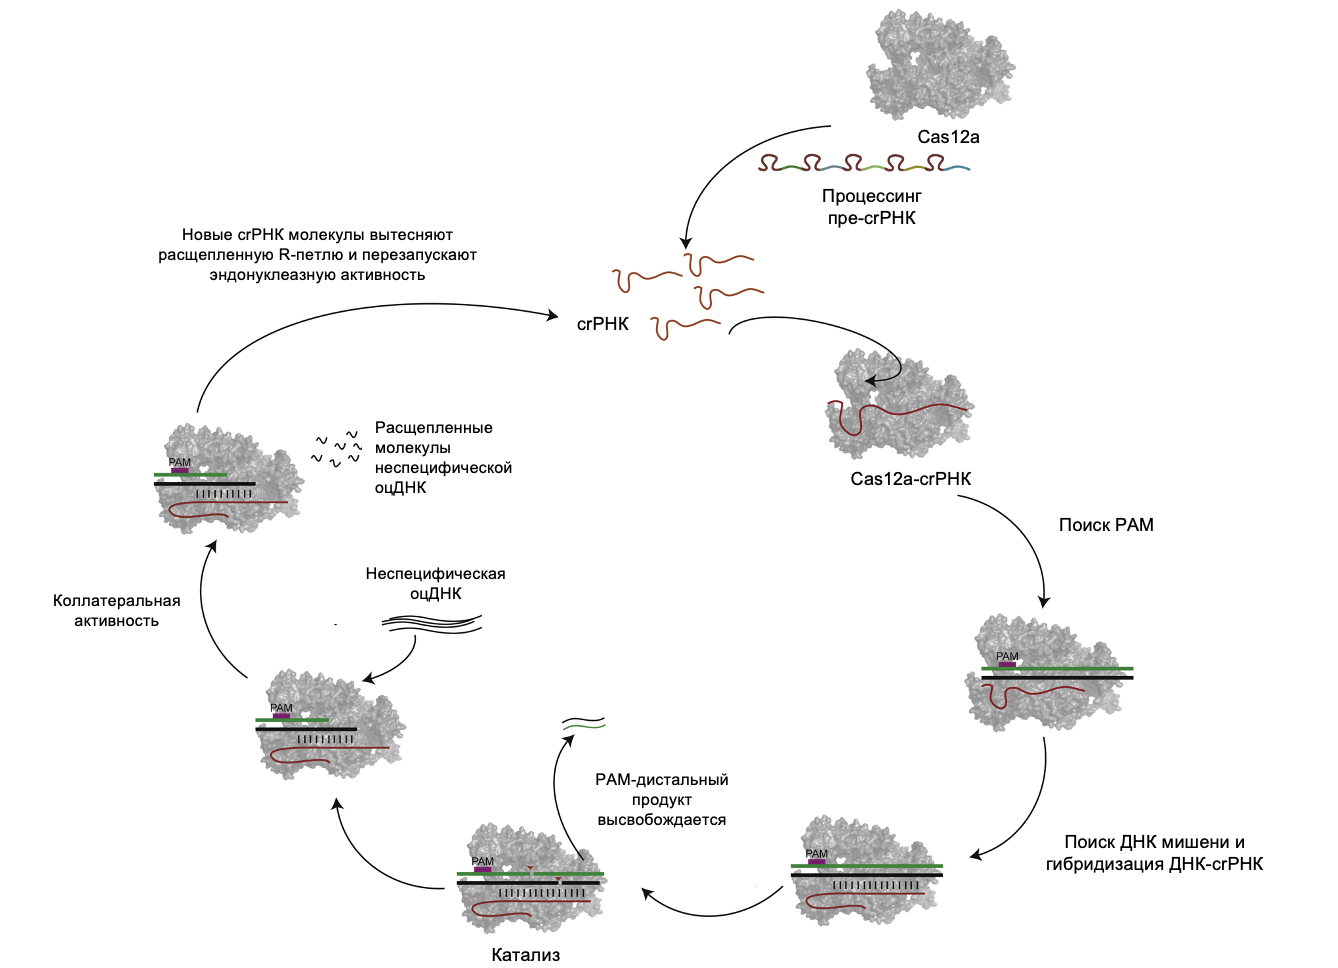 Cas12a
Процессинг
пре-crРНК
Новые crРНК молекулы вытесняют
расщепленную R-петлю и перезапускают
эндонуклеазную активность
crРНК
Cas12a-crРНК
Расщепленные
молекулы
неспецифической
оцДНК
PAM
Поиск PAM
Неспецифическая
оцДНК
Коллатеральная
активность
PAM
PAM
PAM-дистальный
продукт
высвобождается
Поиск ДНК мишени и
гибридизация ДНК-crРНК
PAM
PAM
Катализ